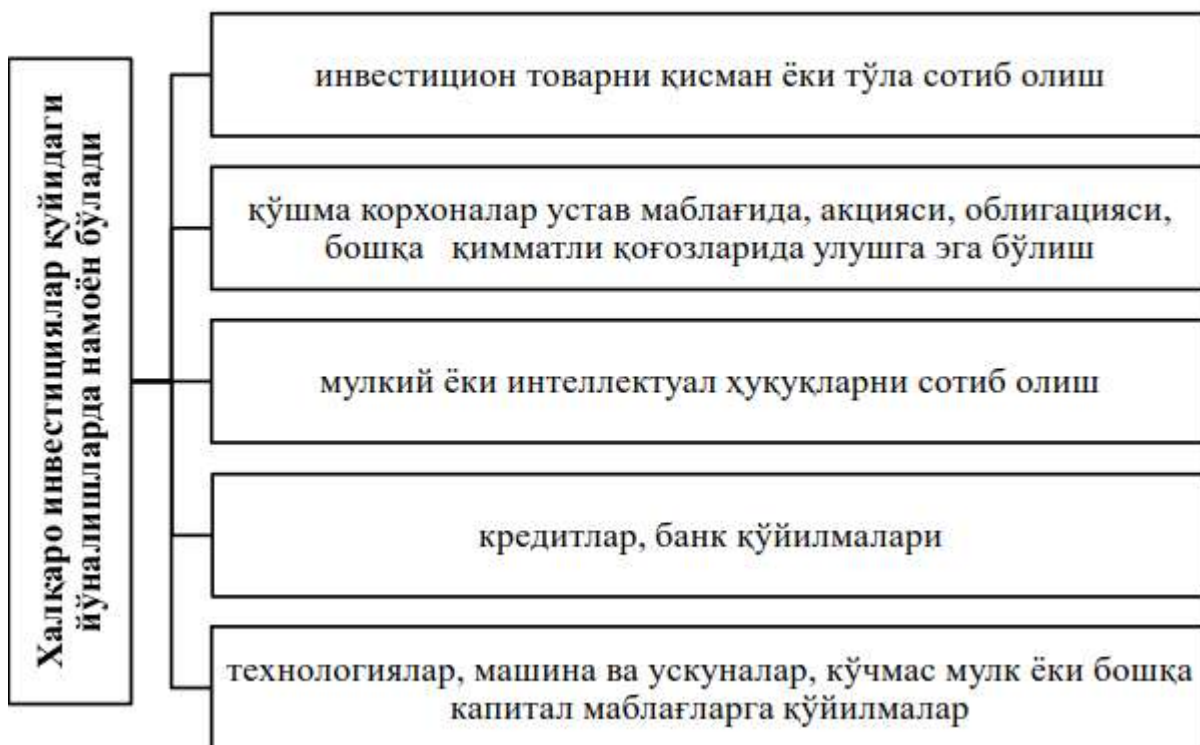 Халқаро инвестициялар қуйидаги
йўналишларда намоён бўлади
инвестицион товарни қисман ёки тўла сотиб олиш
қўшма корхоналар устав маблағида, акцияси, облигацияси,
бошқа қимматли қоғозларида улушга эга бўлиш
мулкий ёки интеллектуал ҳуқуқларни сотиб олиш
кредитлар, банк қўйилмалари
технологиялар, машина ва ускуналар, кўчмас мулк ёки бошқа
капитал маблағларга қўйилмалар